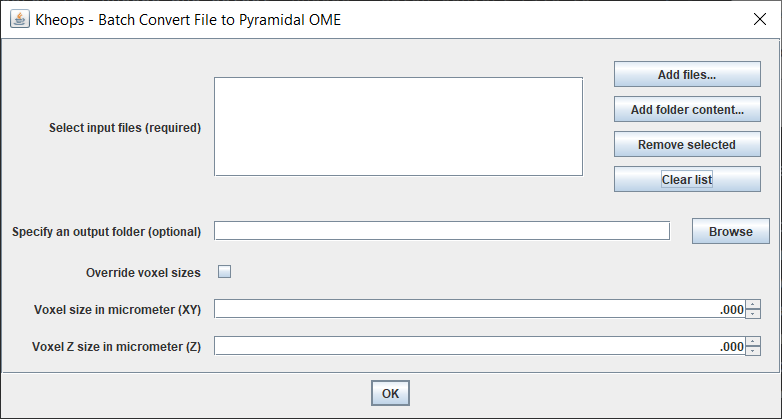 Kheops - Batch Convert File to Pyramidal OME
Add files...
Select input files (required)
Add folder content...
Remove selected
Clear list
Specify an output folder (optional)
Browse
Override voxel sizes
Voxel size in micrometer (XY)
.000
Voxel Z size in micrometer (Z)
.000
OK